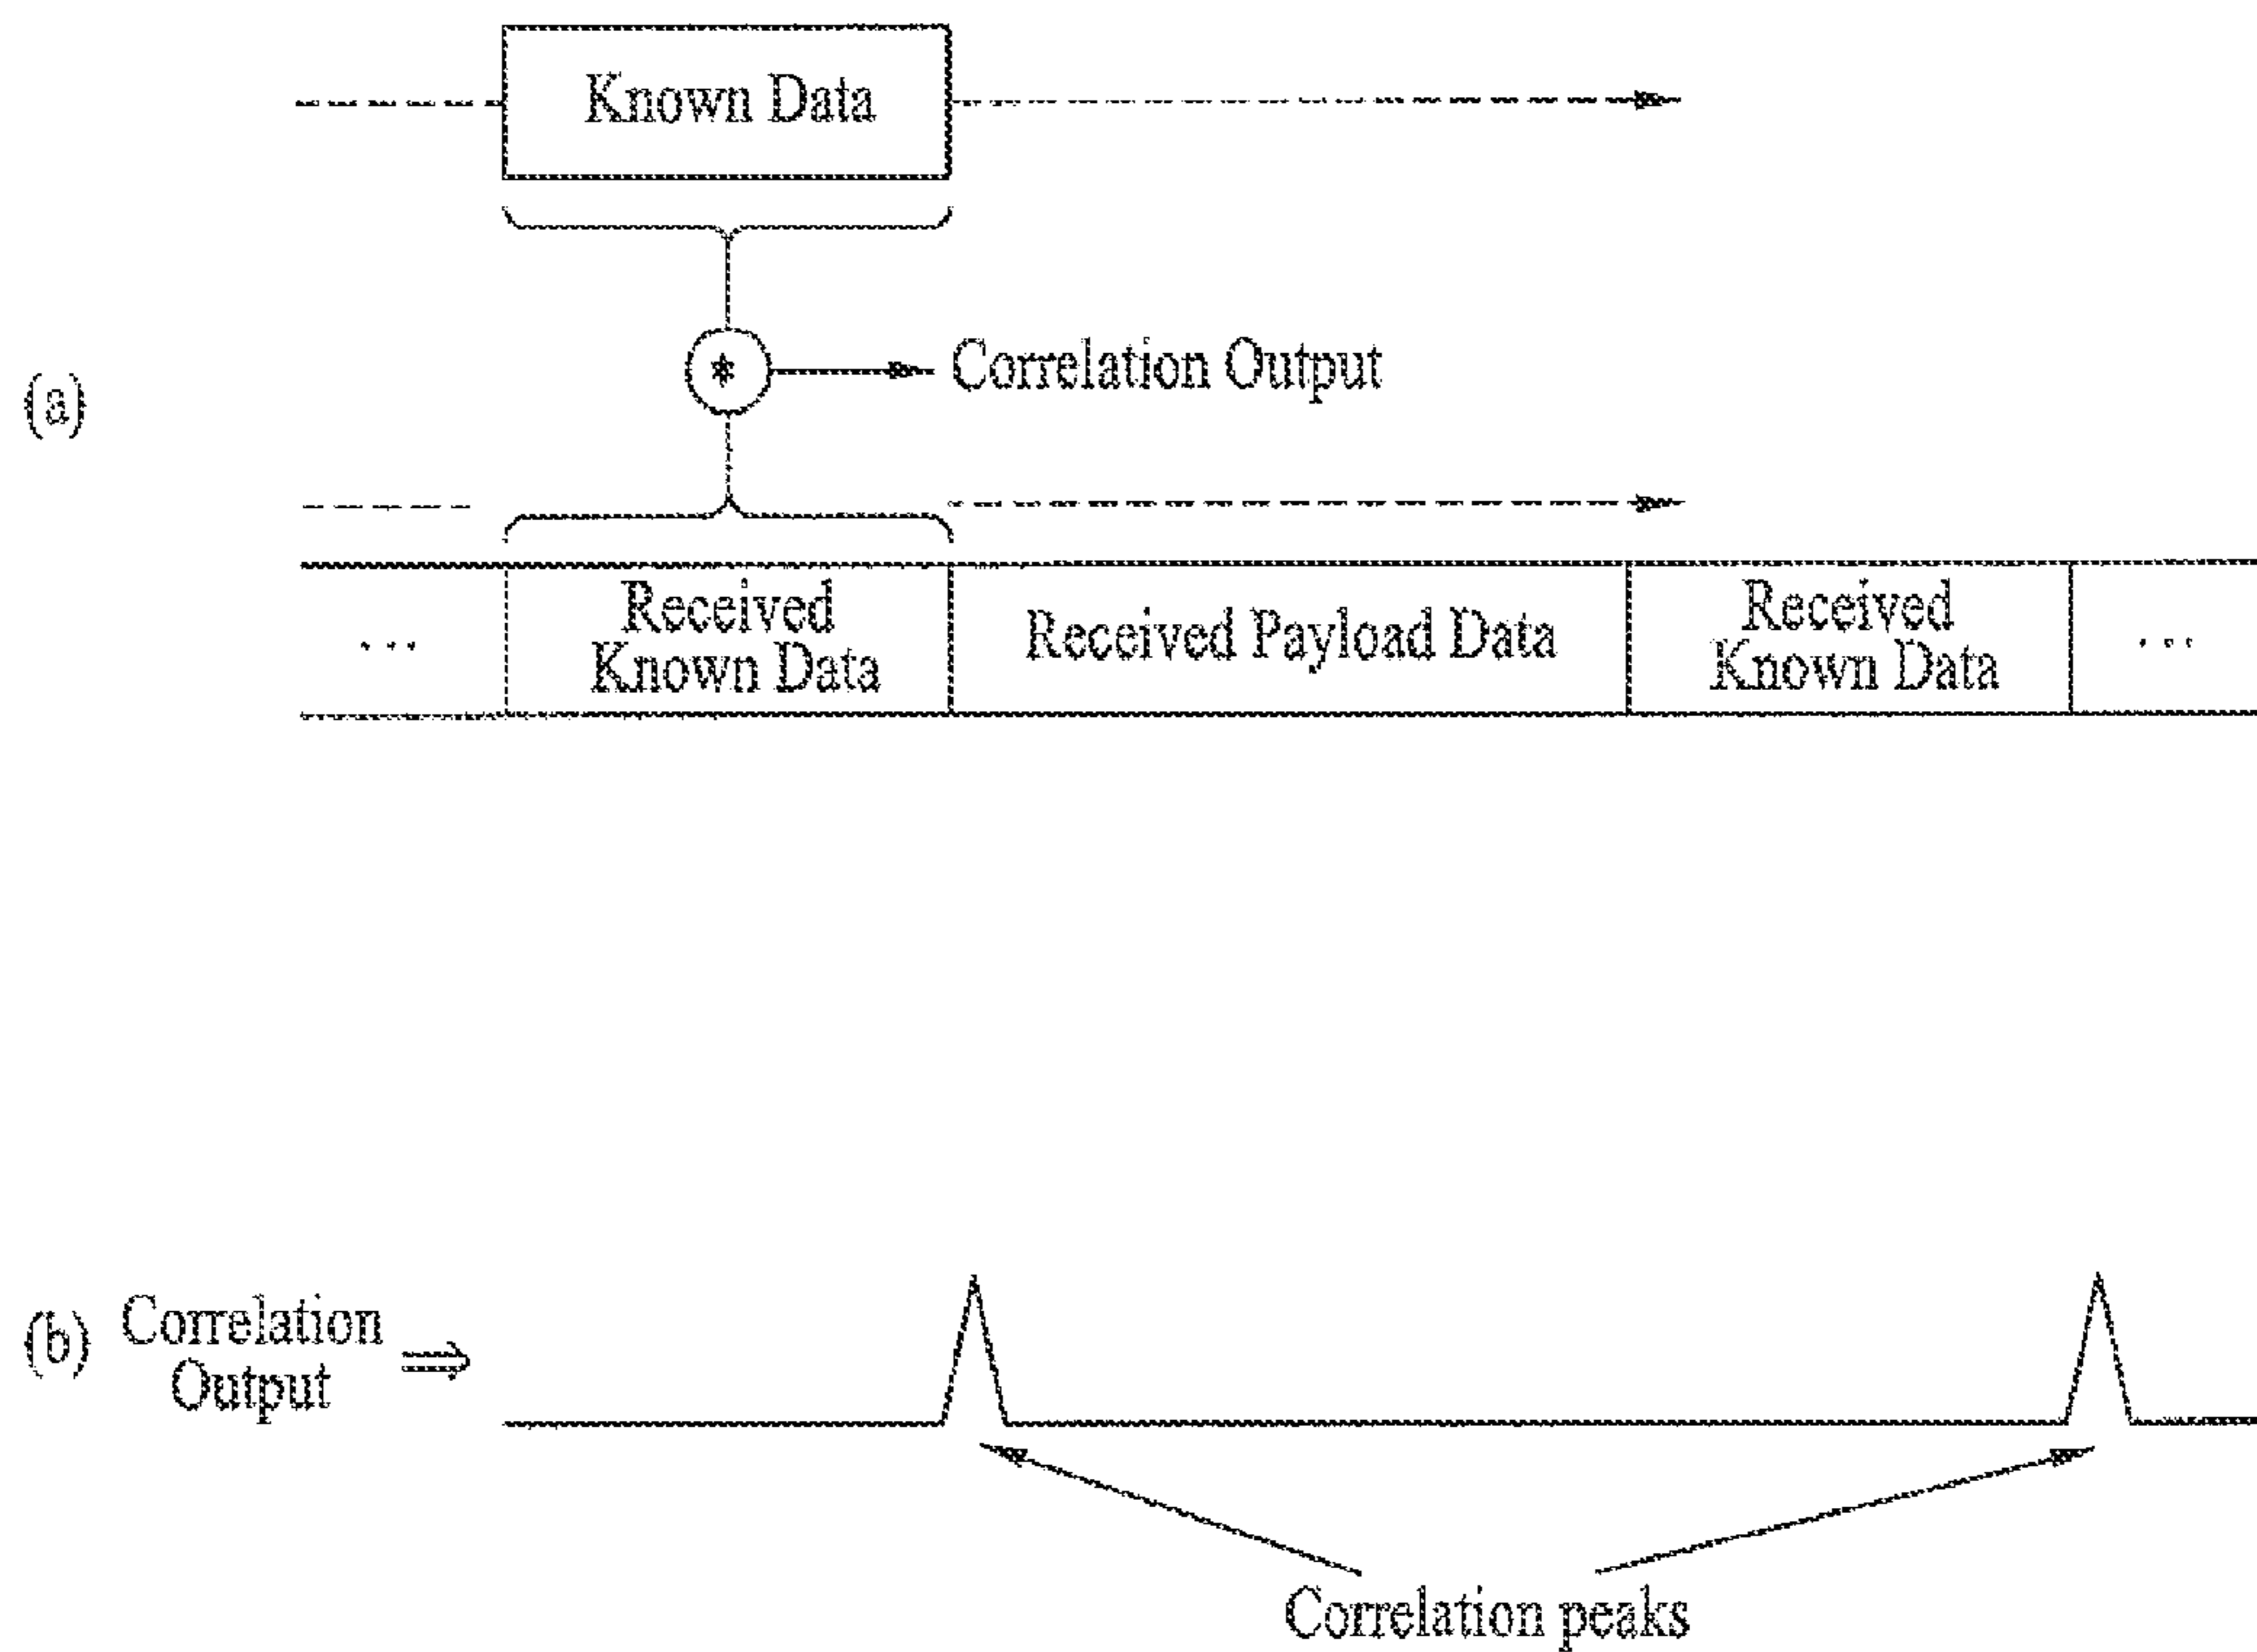 Known Data
*
Correlation Output
(a)
...
Received
Known Data
Received Payload Data
Received
Known Data
...
(b)
Correlation
Output
Correlation peaks